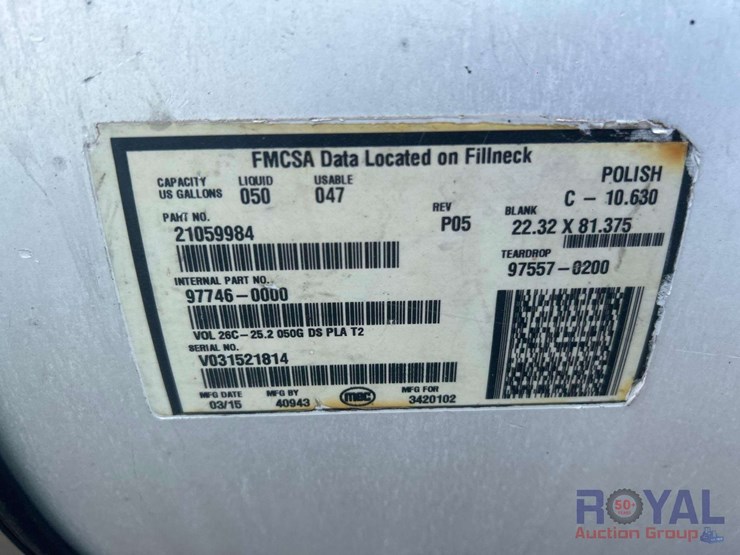 FMCSA Data Located on Fillneck
CAPACITY LIQUID USABLE
US GALLONS 050 047
POLISH
C - 10.630
PART NO. REV BLANK
21059984 P05 22.32 X 81.375
TEARDROP
97557-0200
INTERNAL PART NO.
97746-0000
VOL 26C-25.2 050G DS PLA T2
SERIAL NO.
V031521814
MFG DATE MFG BY mec MFG FOR
03/15 40943 3420102
ROYAL
50+
Auction Group